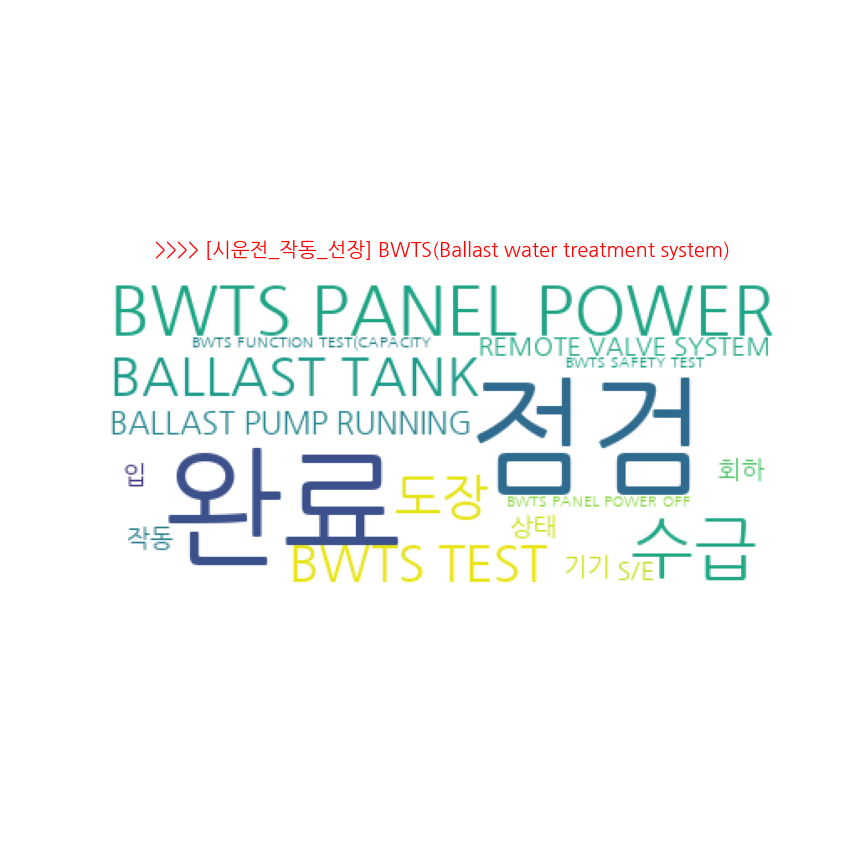 >>>> [시운전_작동_선장] BWTS(Ballast water treatment system)
BWTS PANEL POWER
BWTS FUNCTION TEST(CAPACITY
REMOTE VALVE SYSTEM
BALLAST TANK
BWTS SAFETY TEST
점검
BALLAST PUMP RUNNING
완료
입
회하
도장
BWTS PANEL POWER OFF
작동
상태
수급
BWTS TEST
기기
S/E